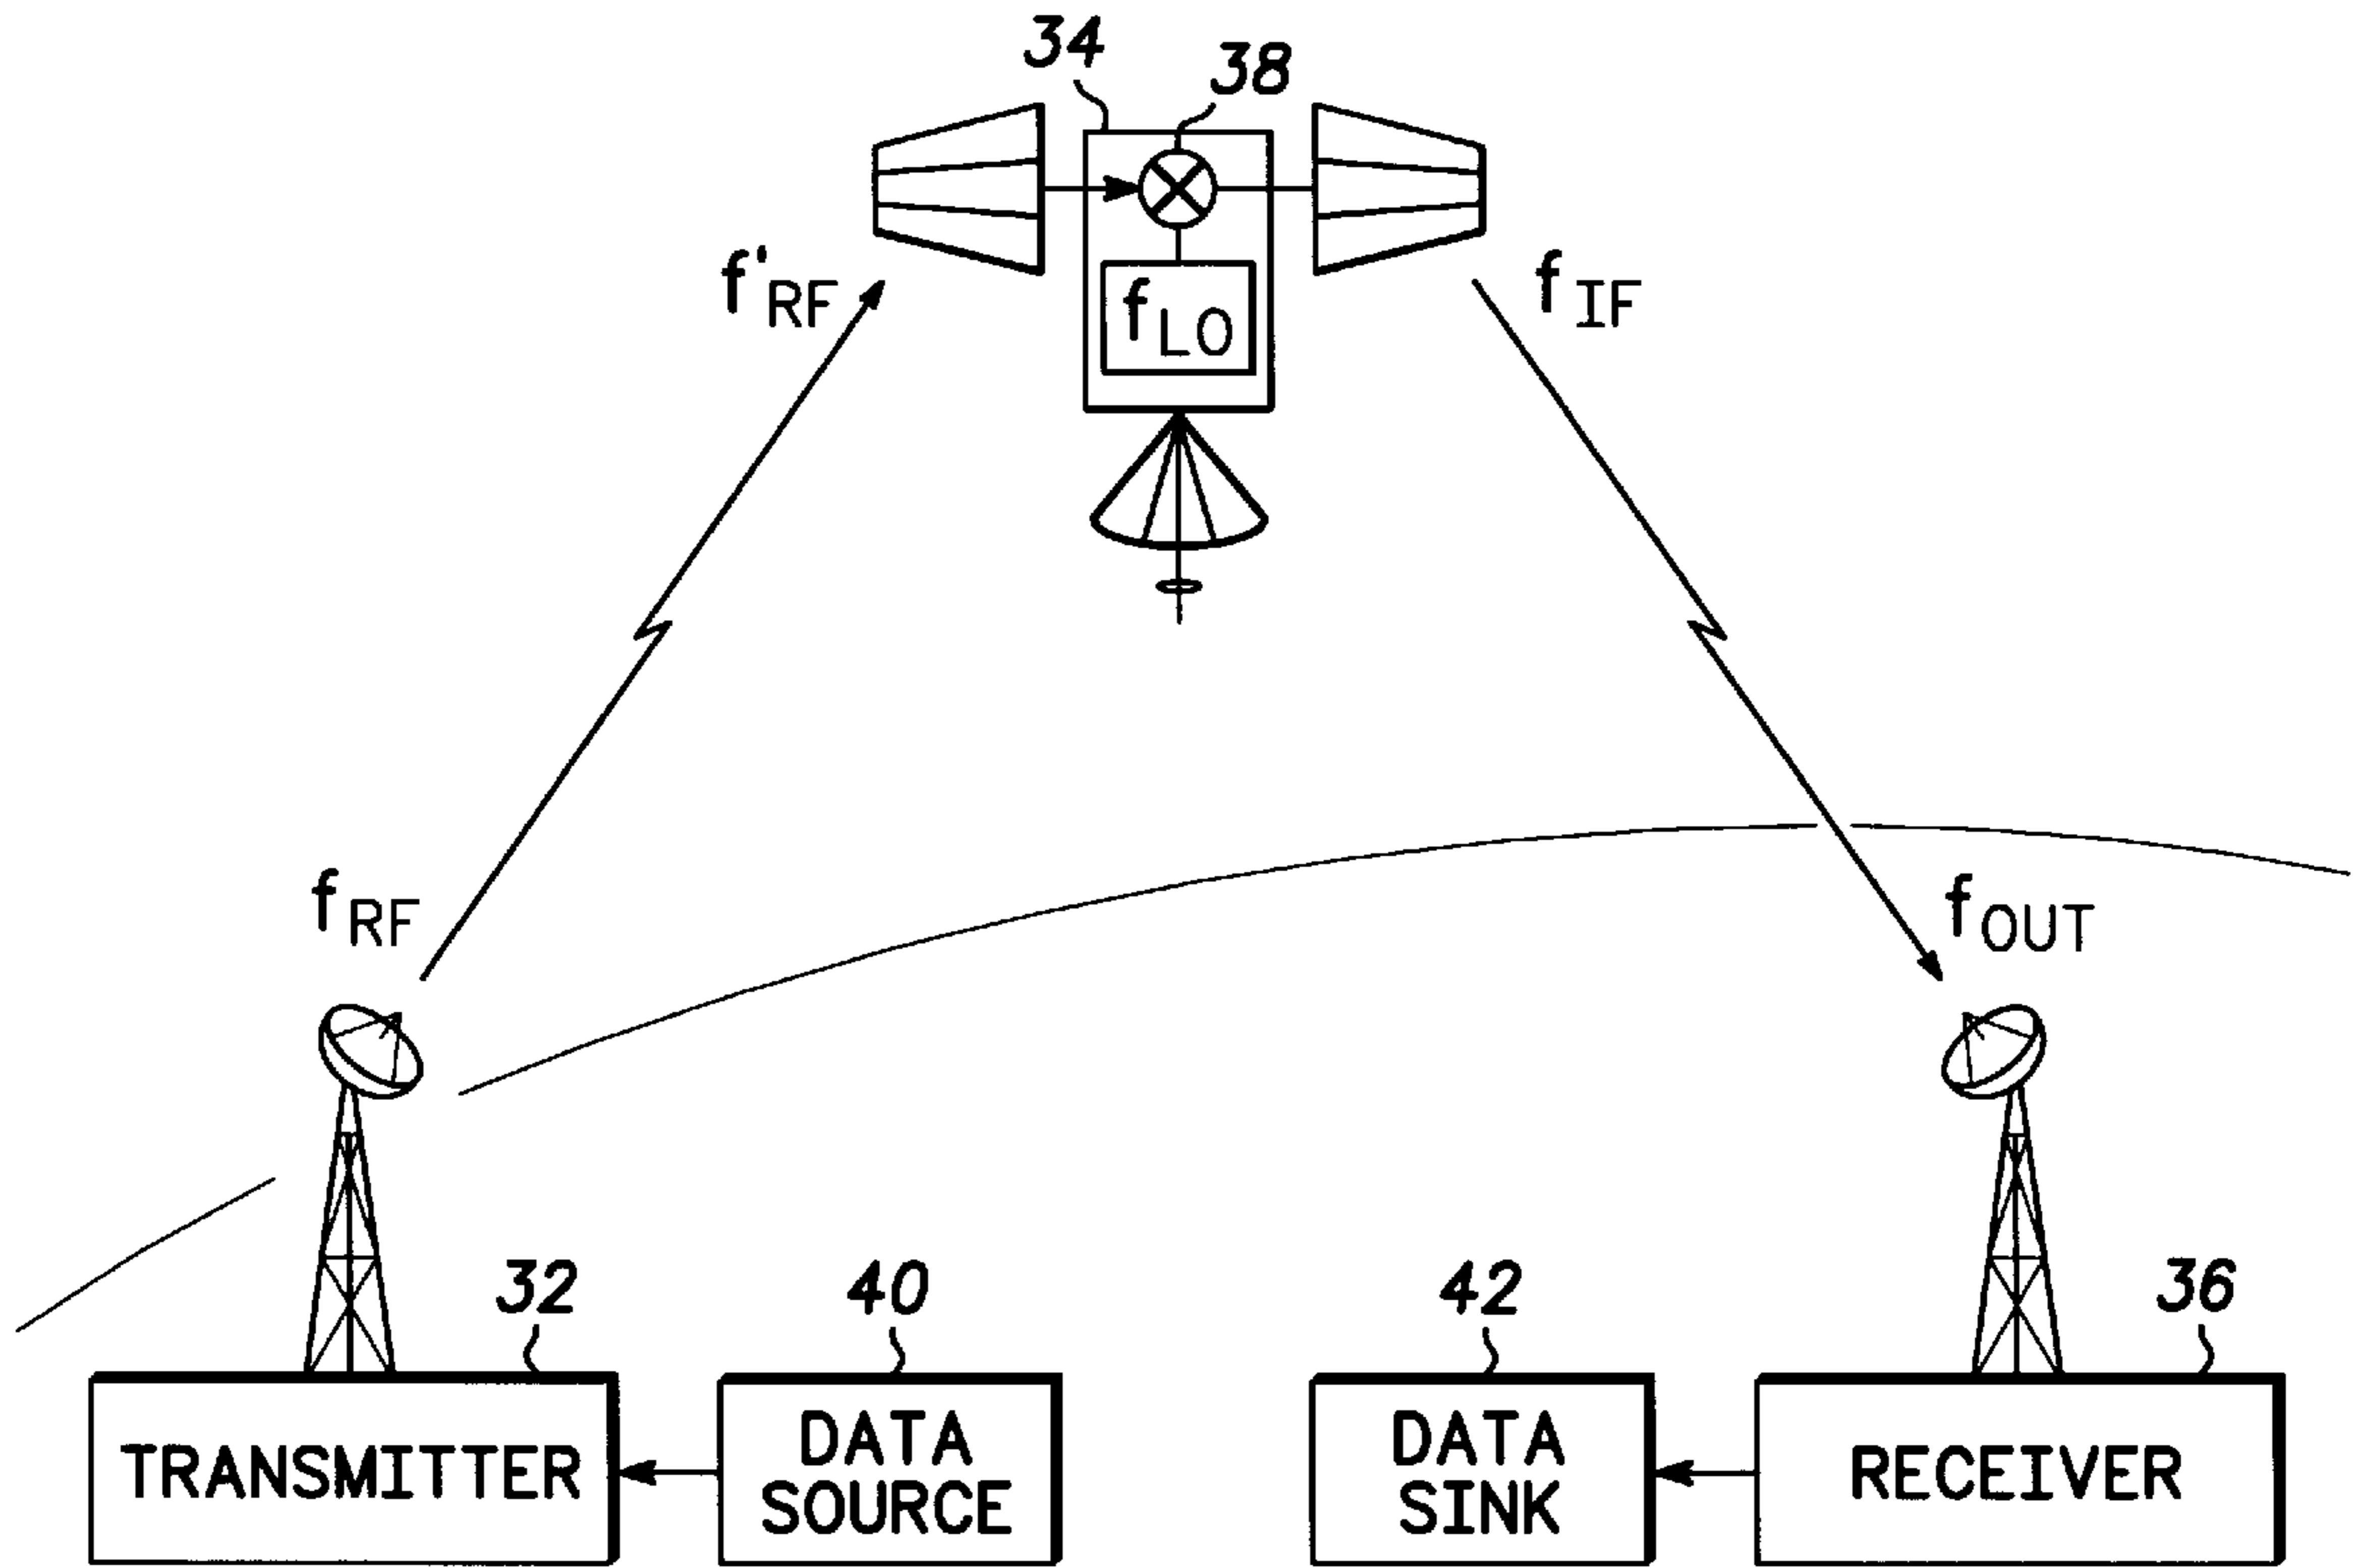 34
38
f'RF
fLO
fIF
fRF
fOUT
32
40
42
36
TRANSMITTER
DATA
SOURCE
DATA
SINK
RECEIVER